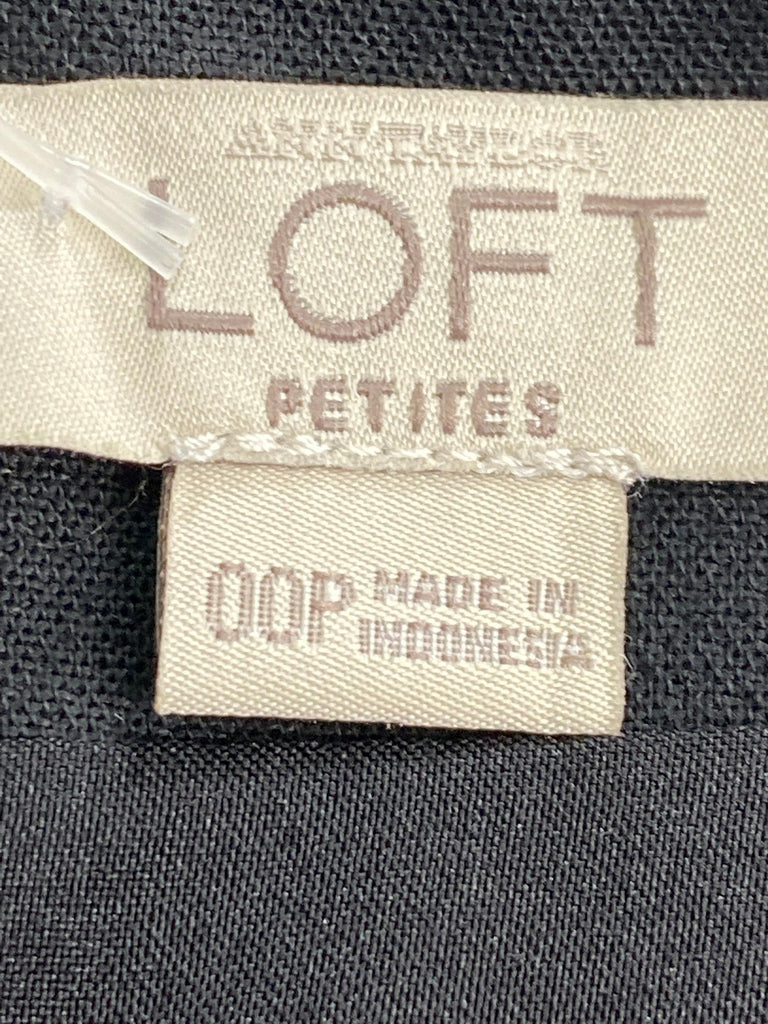 ANN TAYLOR
LOFT
PETITES
00P MADE IN
INDONESIA